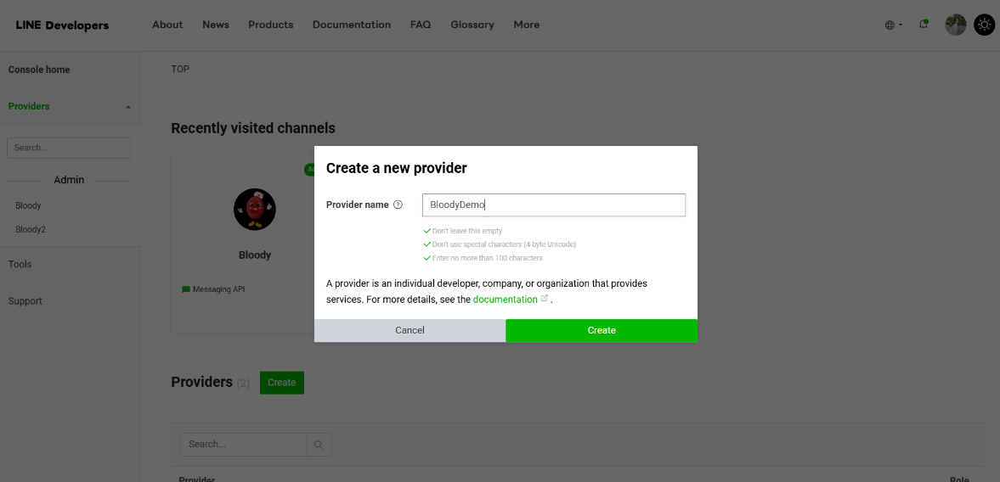 LINE Developers About News Products Documentation FAQ Glossary More
Console home
TOP
Providers
Recently visited channels
Search...
Admin
Bloody
Bloody2
Tools
Support
Bloody
Messaging API
Create a new provider
Provider name
BloodyDemo
Don't leave this empty
Don't use special characters (4-byte Unicode)
Enter no more than 100 characters
A provider is an individual developer, company, or organization that provides
services. For more details, see the documentation .
Cancel Create
Providers (2) Create
Search...
Provider Role